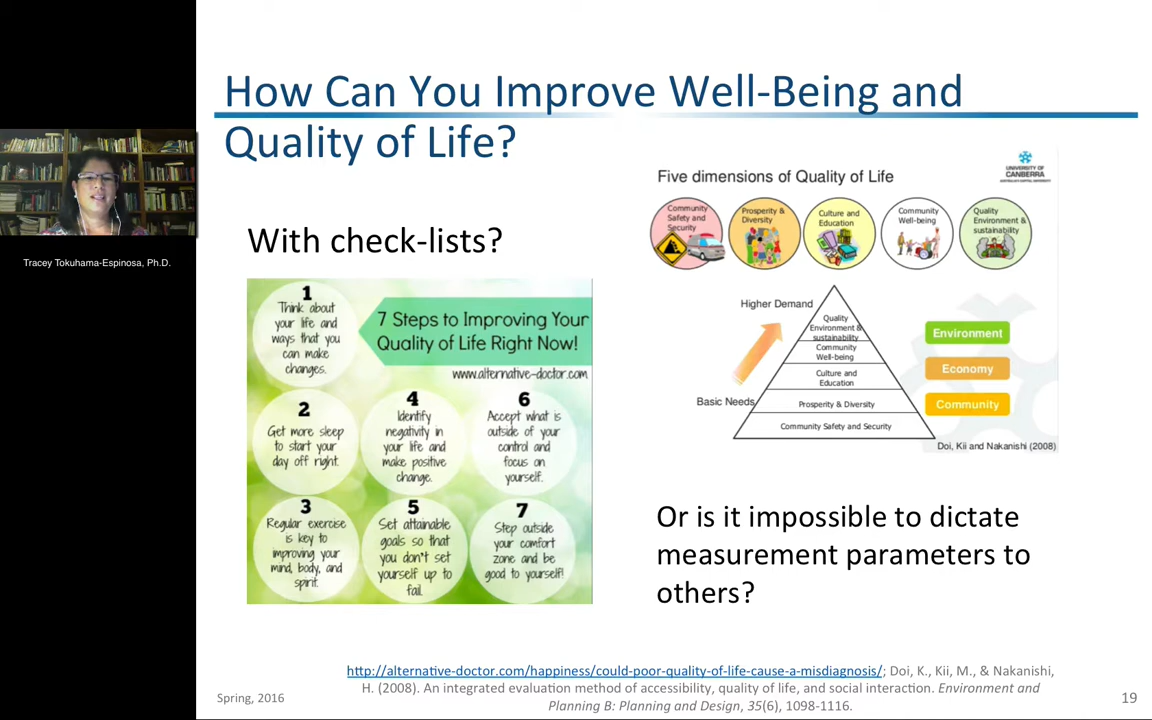 How Can You Improve Well-Being and
Quality of Life?
Tracey Tokuhama-Espinosa, Ph.D.
With check-lists?
1
Think about
your life and
ways that you
can make
changes.
7 Steps to Improving Your
Quality of Life Right Now!
www.alternative-doctor.com
2
Get more sleep
to start your
day off right.
3
Regular exercise
is key to
improving your
mind, body, and
spirit.
4
Identify
negativity in
your life and
make positive
change.
5
Set attainable
goals so that
you don't set
yourself up to
fail.
6
Accept what is
outside of your
control and
focus on
yourself.
7
Step outside
your comfort
zone and be
good to yourself!
Five dimensions of Quality of Life
UNIVERSITY OF
CANBERRA
Community
Safety and
Security
Prosperity &
Diversity
Culture and
Education
Community
Well-being
Quality
Environment &
sustainability
Higher Demand
Basic Needs
Quality
Environment &
sustainability
Community
Well-being
Culture and
Education
Prosperity & Diversity
Community Safety and Security
Environment
Economy
Community
Doi, Kii and Nakanishi (2008)
Or is it impossible to dictate
measurement parameters to
others?
http://alternative-doctor.com/happiness/could-poor-quality-of-life-cause-a-misdiagnosis/; Doi, K., Kii, M., & Nakanishi,
H. (2008). An integrated evaluation method of accessibility, quality of life, and social interaction. Environment and
Planning B: Planning and Design, 35(6), 1098-1116.
Spring, 2016
19